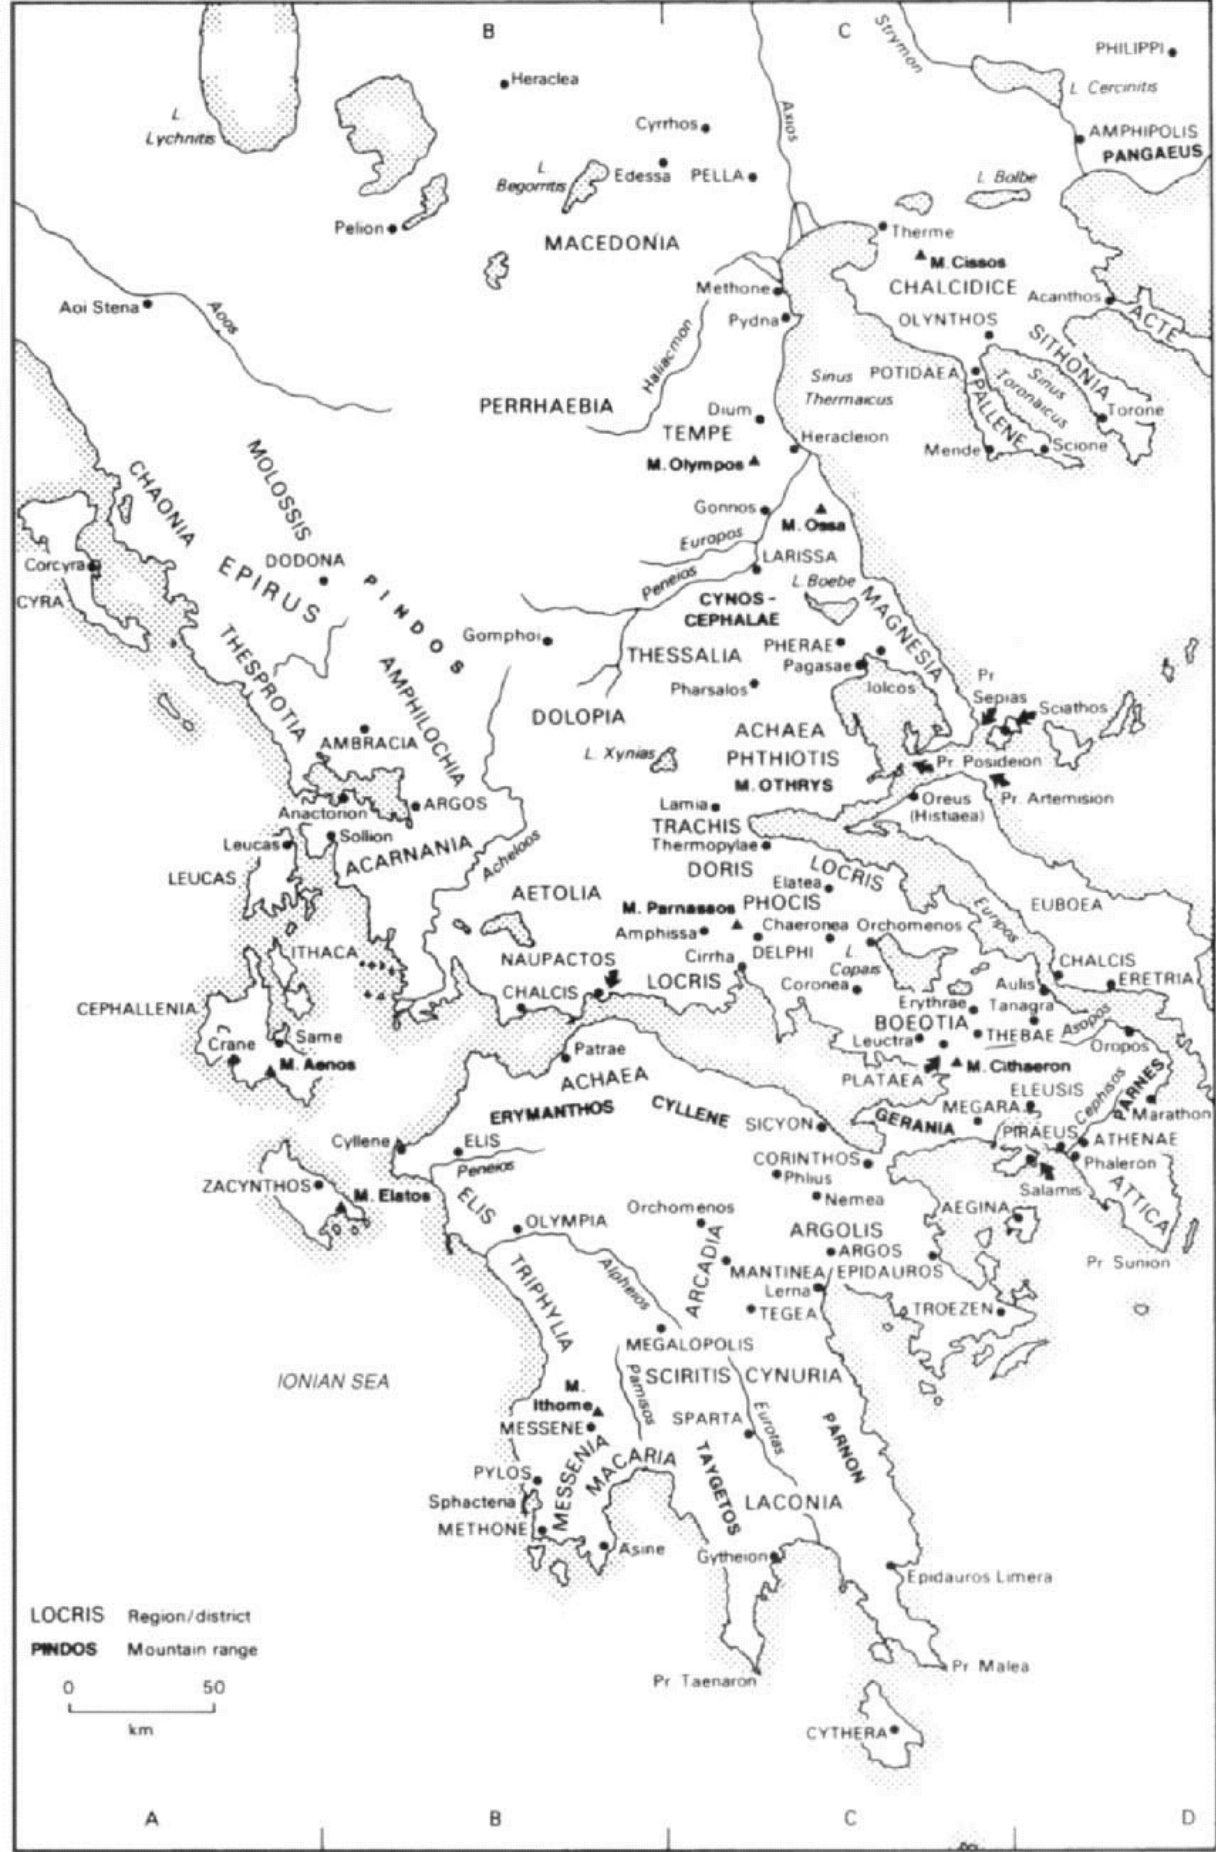 B
C
Strymon
PHILIPPI
Heraclea
L. Cercinitis
L.
Lychnitis
Cyrrhos
Axios
AMPHIPOLIS
PANGAEUS
L.
Begorritis
Edessa
PELLA
L. Bolbe
Pelion
MACEDONIA
Therme
M. Cissos
Aoi Stena
Aoos
Methone
CHALCIDICE
Acanthos
ACTE
Pydna
OLYNTHOS
SITHONIA
Haliacmon
Sinus
Thermaicus
POTIDAEA
Sinus
Toronaicus
PALLENE
PERRHAEBIA
Dium
Torone
TEMPE
Heracleion
Mende
Scione
M. Olympos
MOLOSSIS
CHAONIA
Gonnos
M. Ossa
Europos
Corcyra
DODONA
LARISSA
EPIRUS
PINDOS
Peneios
L. Boebe
CYRA
CYNOS-
CEPHALAE
MAGNESIA
Gomphoi
PHERAE
THESPROTIA
THESSALIA
Pagasae
AMPHILOCHIA
Pharsalos
Iolcos
Pr
Sepias
Sciathos
DOLOPIA
ACHAEA
PHTHIOTIS
AMBRACIA
L. Xynias
Pr. Posideion
M. OTHRYS
Anactorion
ARGOS
Lamia
Oreus
(Histiaea)
Pr. Artemision
Sollion
TRACHIS
Leucas
ACARNANIA
Acheloos
Thermopylae
LEUCAS
DORIS
LOCRIS
AETOLIA
Elatea
PHOCIS
Euripos
EUBOEA
M. Parnassos
Amphissa
Chaeronea
Orchomenos
DELPHI
ITHACA
NAUPACTOS
Cirrha
L.
Copais
CHALCIS
LOCRIS
Coronea
Aulis
ERETRIA
CEPHALLENIA
CHALCIS
Erythrae
Tanagra
BOEOTIA
Asopos
Crane
Same
Leuctra
THEBAE
Oropos
M. Aenos
Patrae
M. Cithaeron
ACHAEA
PLATAEA
Cephisos
PARNES
ELEUSIS
ERYMANTHOS
CYLLENE
MEGARA
Marathon
SICYON
GERANIA
PIRAEUS
ATHENAE
Cyllene
ELIS
CORINTHOS
Phaleron
Peneios
Phlius
Salamis
ZACYNTHOS
M. Elatos
Nemea
ATTICA
ELIS
Orchomenos
AEGINA
OLYMPIA
ARGOLIS
ARCADIA
ARGOS
Pr Sunion
TRIPHYLIA
Alpheios
MANTINEA
EPIDAUROS
Lerna
TEGEA
TROEZEN
MEGALOPOLIS
IONIAN SEA
SCIRITIS
CYNURIA
M.
Ithome
Pamisos
SPARTA
Eurotas
MESSENE
PARNON
MESSENIA
MACARIA
TAYGETOS
PYLOS
Sphacteria
LACONIA
METHONE
Asine
Gytheion
Epidauros Limera
LOCRIS Region/district
PINDOS Mountain range
0 50
km
Pr Taenaron
Pr Malea
CYTHERA
A
B
C
D